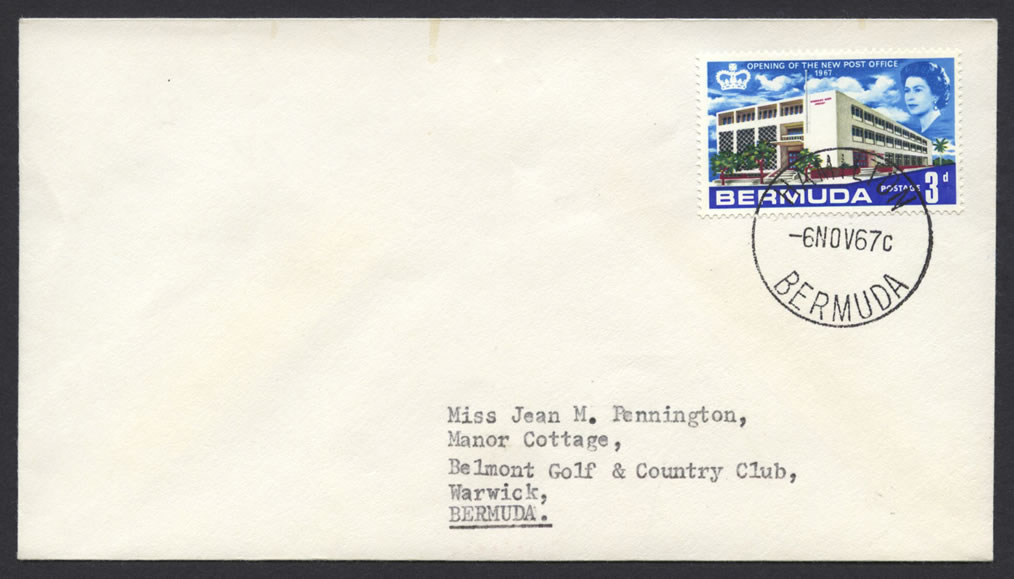 OPENING OF THE NEW POST OFFICE
1967
POSTAGE 3d
BERMUDA
-6NOV67C
BERMUDA
Miss Jean M. Pennington,
Manor Cottage,
Belmont Golf & Country Club,
Warwick,
BERMUDA.